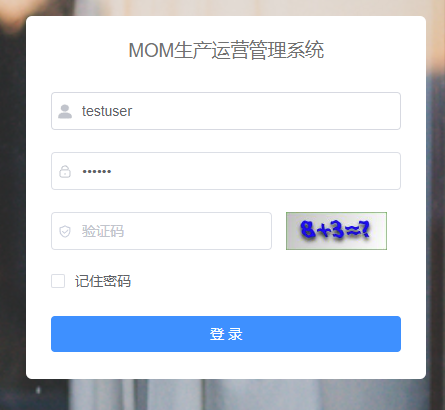 MOM生产运营管理系统
testuser
••••••
验证码
8+3=?
记住密码
登 录